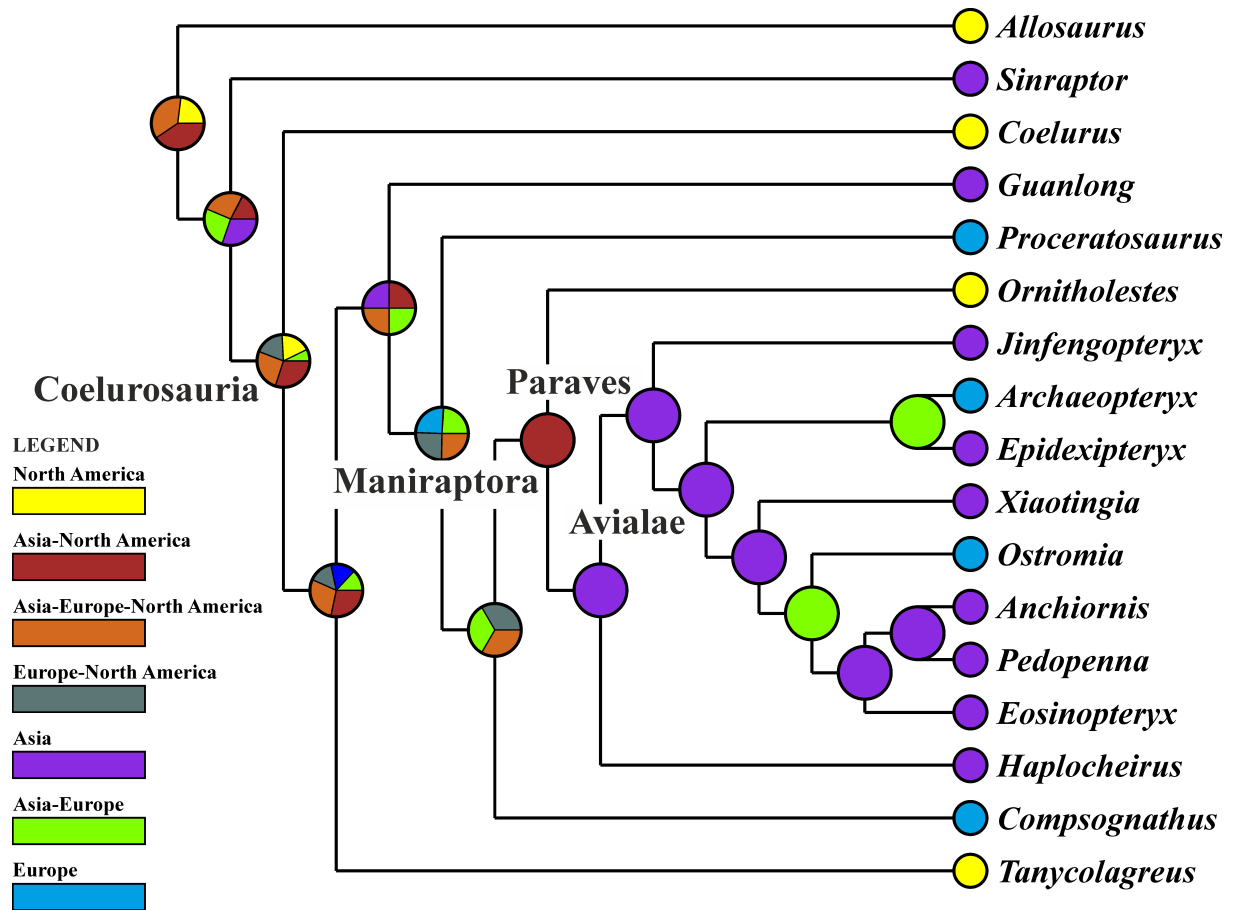 Allosaurus
Sinraptor
Coelurus
Guanlong
Proceratosaurus
Ornitholestes
Jinfengopteryx
Archaeopteryx
Epidexipteryx
Xiaotingia
Ostromia
Anchiornis
Pedopenna
Eosinopteryx
Haplocheirus
Compsognathus
Tanycolagreus
Coelurosauria
Paraves
Maniraptora
Avialae
LEGEND
North America
Asia-North America
Asia-Europe-North America
Europe-North America
Asia
Asia-Europe
Europe